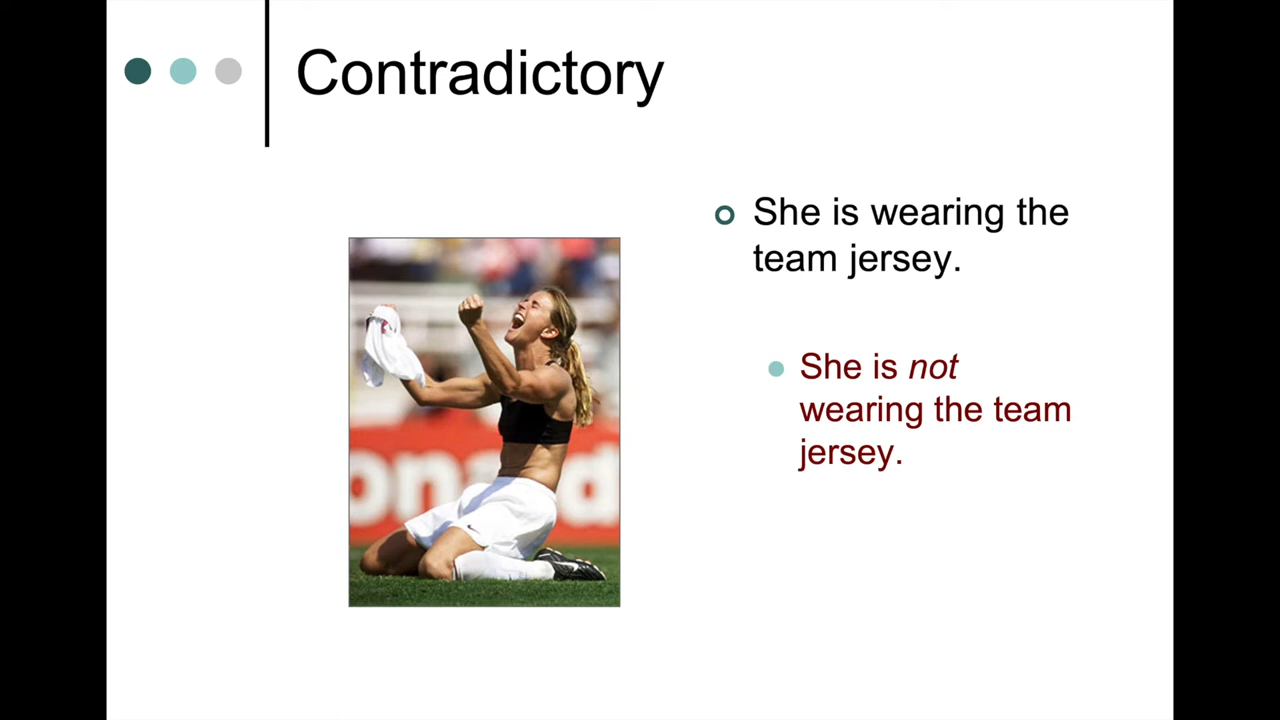 Contradictory
She is wearing the
team jersey.
She is not
wearing the team
jersey.